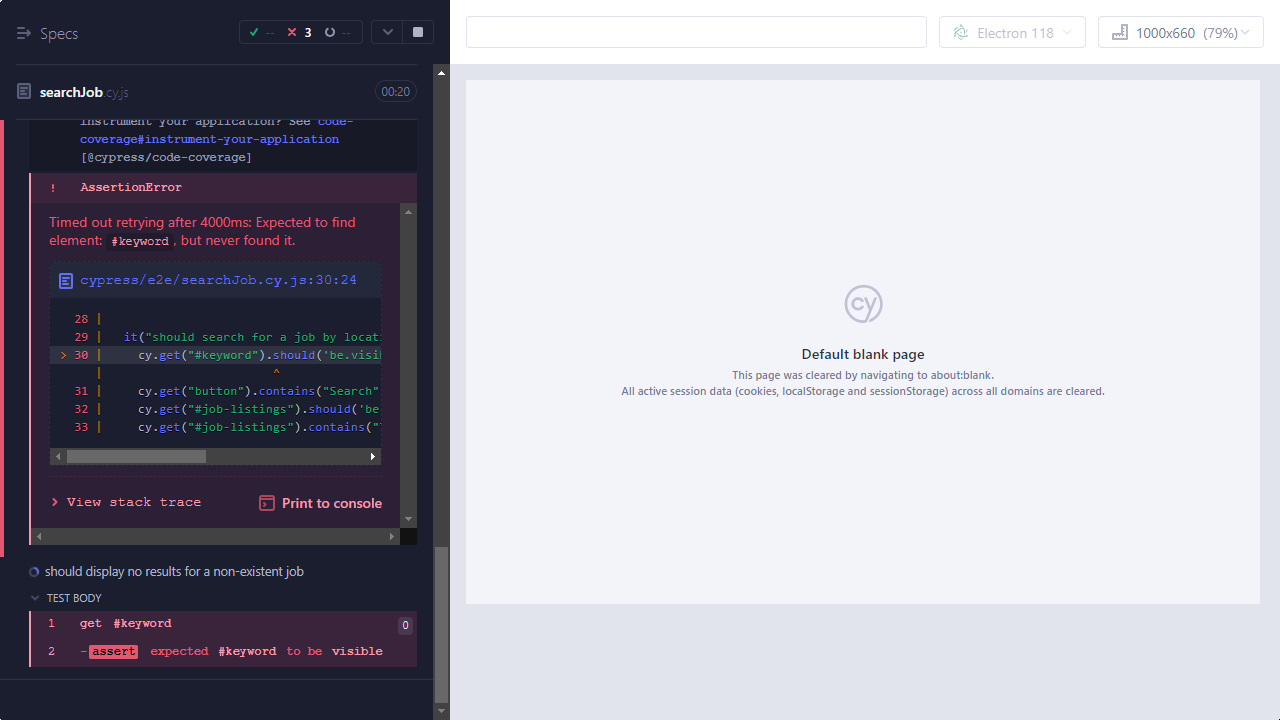 Specs
-- 3 --
searchJob.cy.js
00:20
instrument your application? See code-
coverage#instrument-your-application
[@cypress/code-coverage]
! AssertionError
Timed out retrying after 4000ms: Expected to find
element: #keyword, but never found it.
cypress/e2e/searchJob.cy.js:30:24
28 |
29 | it("should search for a job by locati
> 30 | cy.get("#keyword").should('be.visib
| ^
31 | cy.get("button").contains("Search"
32 | cy.get("#job-listings").should('be
33 | cy.get("#job-listings").contains("
View stack trace
Print to console
should display no results for a non-existent job
TEST BODY
1 get #keyword 0
2 -assert expected #keyword to be visible
Electron 118
1000x660 (79%)
cy
Default blank page
This page was cleared by navigating to about:blank.
All active session data (cookies, localStorage and sessionStorage) across all domains are cleared.